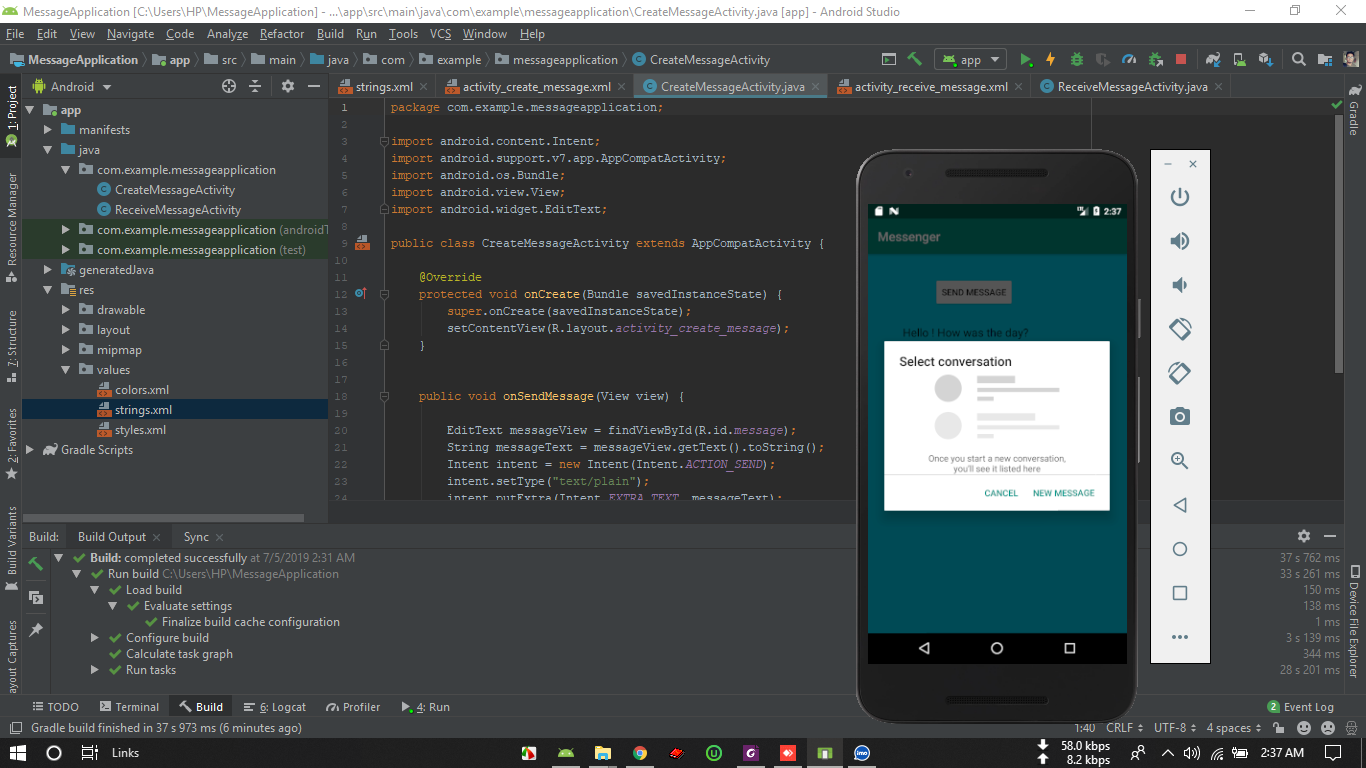 MessageApplication [C:\Users\HP\MessageApplication] - ...\app\src\main\java\com\example\messageapplication\CreateMessageActivity.java [app] - Android Studio
File Edit View Navigate Code Analyze Refactor Build Run Tools VCS Window Help
MessageApplication app src main java com example messageapplication CreateMessageActivity app
Android
strings.xml activity_create_message.xml CreateMessageActivity.java activity_receive_message.xml ReceiveMessageActivity.java
1: Project
Resource Manager
7: Structure
2: Favorites
Build Variants
ayout Captures
app
manifests
java
com.example.messageapplication
CreateMessageActivity
ReceiveMessageActivity
com.example.messageapplication (androidT
com.example.messageapplication (test)
generatedJava
res
drawable
layout
mipmap
values
colors.xml
strings.xml
styles.xml
Gradle Scripts
1 package com.example.messageapplication;
2
3 import android.content.Intent;
4 import android.support.v7.app.AppCompatActivity;
5 import android.os.Bundle;
6 import android.view.View;
7 import android.widget.EditText;
8
9 public class CreateMessageActivity extends AppCompatActivity {
10
11 @Override
12 protected void onCreate(Bundle savedInstanceState) {
13 super.onCreate(savedInstanceState);
14 setContentView(R.layout.activity_create_message);
15 }
16
17
18 public void onSendMessage(View view) {
19
20 EditText messageView = findViewById(R.id.message);
21 String messageText = messageView.getText().toString();
22 Intent intent = new Intent(Intent.ACTION_SEND);
23 intent.setType("text/plain");
24 intent.putExtra(Intent.EXTRA_TEXT, messageText);
2:37
Messenger
SEND MESSAGE
Hello ! How was the day?
Select conversation
Once you start a new conversation,
you'll see it listed here
CANCEL NEW MESSAGE
Gradle
Device File Explorer
Build: Build Output Sync
Build: completed successfully at 7/5/2019 2:31 AM 37 s 762 ms
Run build C:\Users\HP\MessageApplication 33 s 261 ms
Load build 150 ms
Evaluate settings 138 ms
Finalize build cache configuration 1 ms
Configure build 3 s 139 ms
Calculate task graph 344 ms
Run tasks 28 s 201 ms
TODO Terminal Build 6: Logcat Profiler 4: Run 2 Event Log
Gradle build finished in 37 s 973 ms (6 minutes ago) 1:40 CRLF UTF-8 4 spaces
Links imo 58.0 kbps 2:37 AM
8.2 kbps